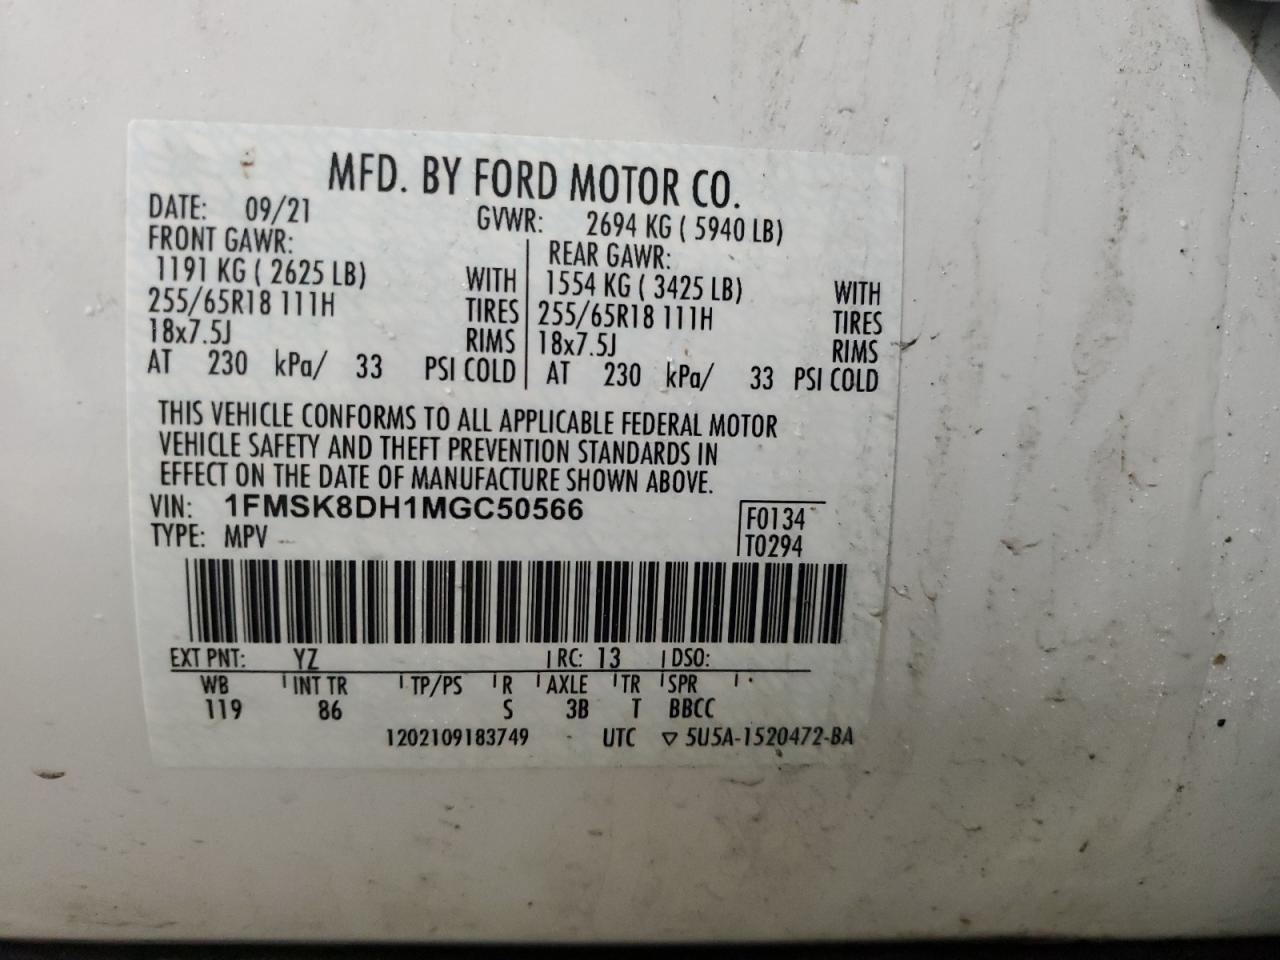 MFD. BY FORD MOTOR CO.
DATE: 09/21 GVWR: 2694 KG ( 5940 LB)
FRONT GAWR: REAR GAWR:
1191 KG ( 2625 LB) WITH 1554 KG ( 3425 LB) WITH
255/65R18 111H TIRES 255/65R18 111H TIRES
18x7.5J RIMS 18x7.5J RIMS
AT 230 kPa/ 33 PSI COLD AT 230 kPa/ 33 PSI COLD
THIS VEHICLE CONFORMS TO ALL APPLICABLE FEDERAL MOTOR
VEHICLE SAFETY AND THEFT PREVENTION STANDARDS IN
EFFECT ON THE DATE OF MANUFACTURE SHOWN ABOVE.
VIN: 1FMSK8DH1MGC50566 F0134
TYPE: MPV T0294
EXT PNT: YZ RC: 13 DSO:
WB INT TR TP/PS R AXLE TR SPR
119 86 S 3B T BBCC
1202109183749 UTC ▽ 5U5A-1520472-BA